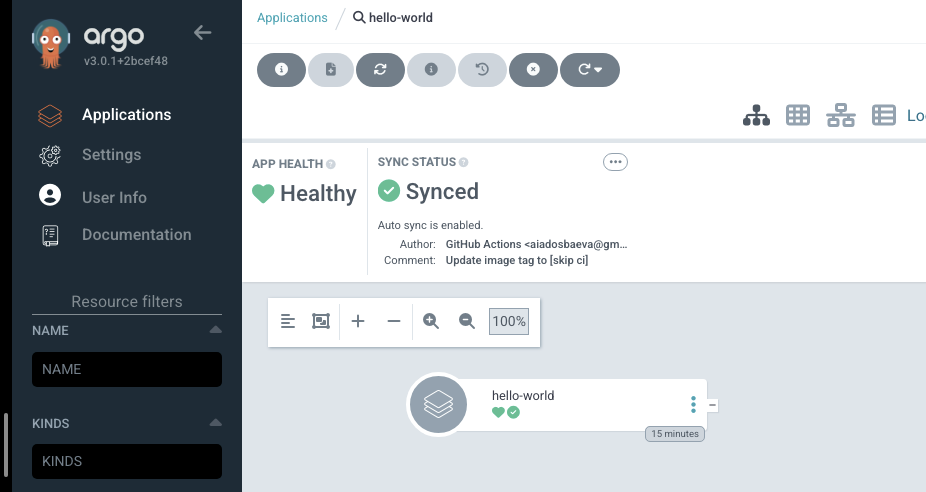 Applications / hello-world
argo
v3.0.1+2bcef48
Applications
Settings
User Info
Documentation
Resource filters
NAME
NAME
KINDS
KINDS
Lo
APP HEALTH
Healthy
SYNC STATUS
Synced
Auto sync is enabled.
Author: GitHub Actions <aiadosbaeva@gm...
Comment: Update image tag to [skip ci]
100%
hello-world
15 minutes